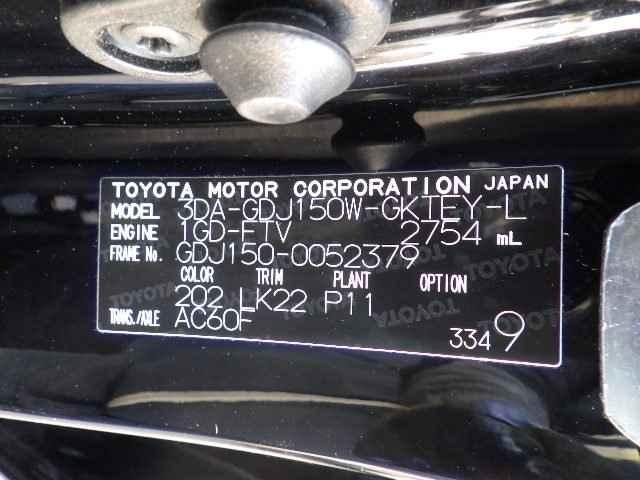 TOYOTA MOTOR CORPORATION JAPAN
MODEL 3DA-GDJ150W-GKTEY-L
ENGINE 1GD-FTV 2754 mL
FRAME No. GDJ150-0052379
COLOR TRIM PLANT OPTION
202 LK22 P11
TRANS./AXLE AC60F
3349